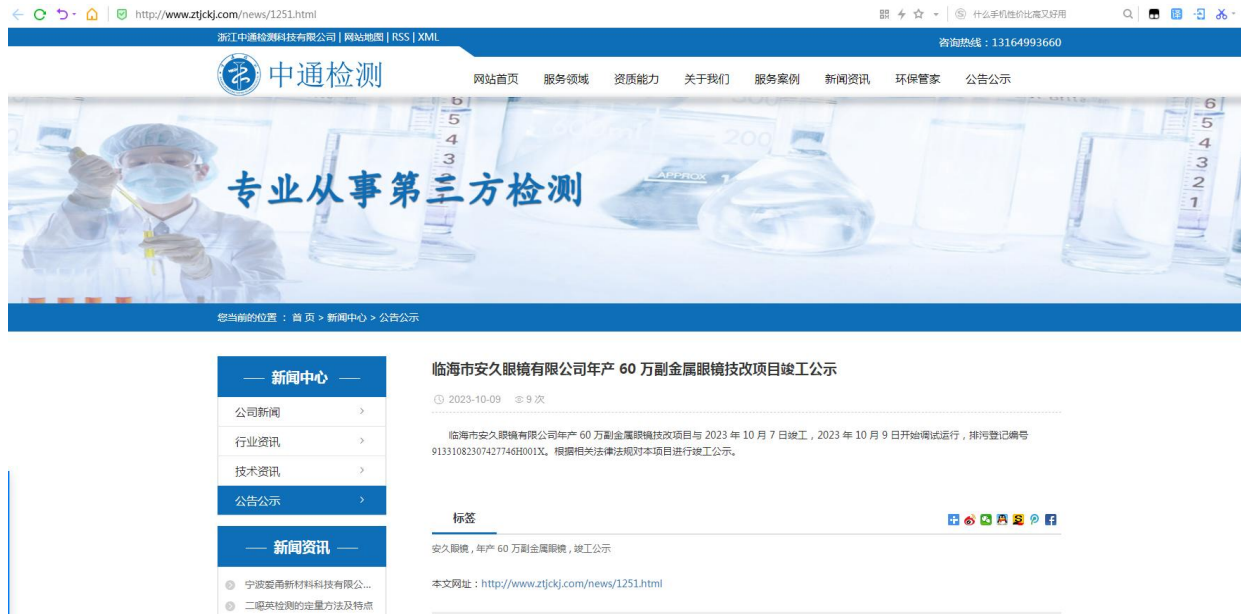 http://www.ztjckj.com/news/1251.html
什么手机性价比高又好用
浙江中通检测科技有限公司 | 网站地图 | RSS | XML
咨询热线：13164993660
中通检测
网站首页 服务领域 资质能力 关于我们 服务案例 新闻资讯 环保管家 公告公示
专业从事第三方检测
您当前的位置 ： 首 页 > 新闻中心 > 公告公示
新闻中心
公司新闻
行业资讯
技术资讯
公告公示
新闻资讯
宁波爱甬新材料科技有限公...
二噁英检测的定量方法及特点
临海市安久眼镜有限公司年产 60 万副金属眼镜技改项目竣工公示
2023-10-09 9 次
临海市安久眼镜有限公司年产 60 万副金属眼镜技改项目与 2023 年 10 月 7 日竣工，2023 年 10 月 9 日开始调试运行，排污登记编号
91331082307427746H001X。根据相关法律法规对本项目进行竣工公示。
标签
安久眼镜 , 年产 60 万副金属眼镜 , 竣工公示
本文网址：http://www.ztjckj.com/news/1251.html